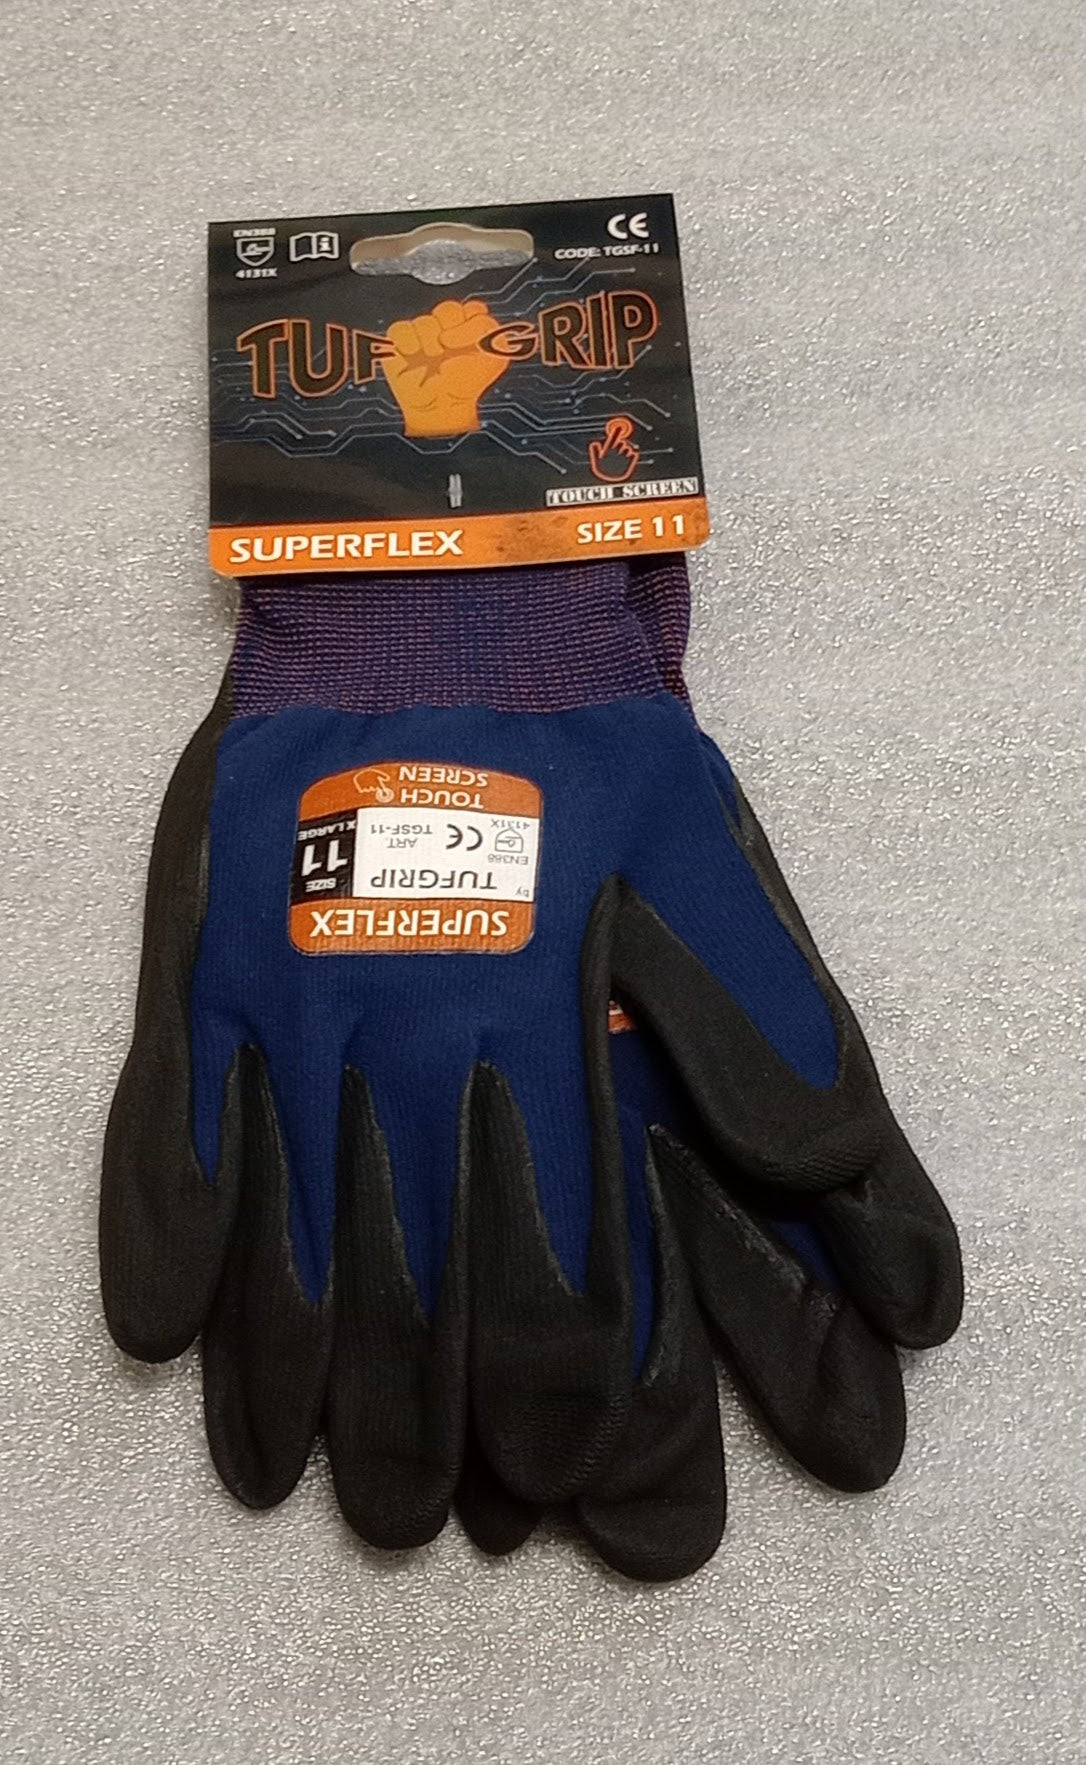 EN388
4131X
CE
CODE: TGSF-11
TUF GRIP
TOUCH SCREEN
SUPERFLEX
SIZE 11
SUPERFLEX
by TUFGRIP
SIZE
11
X LARGE
EN388
4131X
CE
ART.
TGSF-11
TOUCH
SCREEN